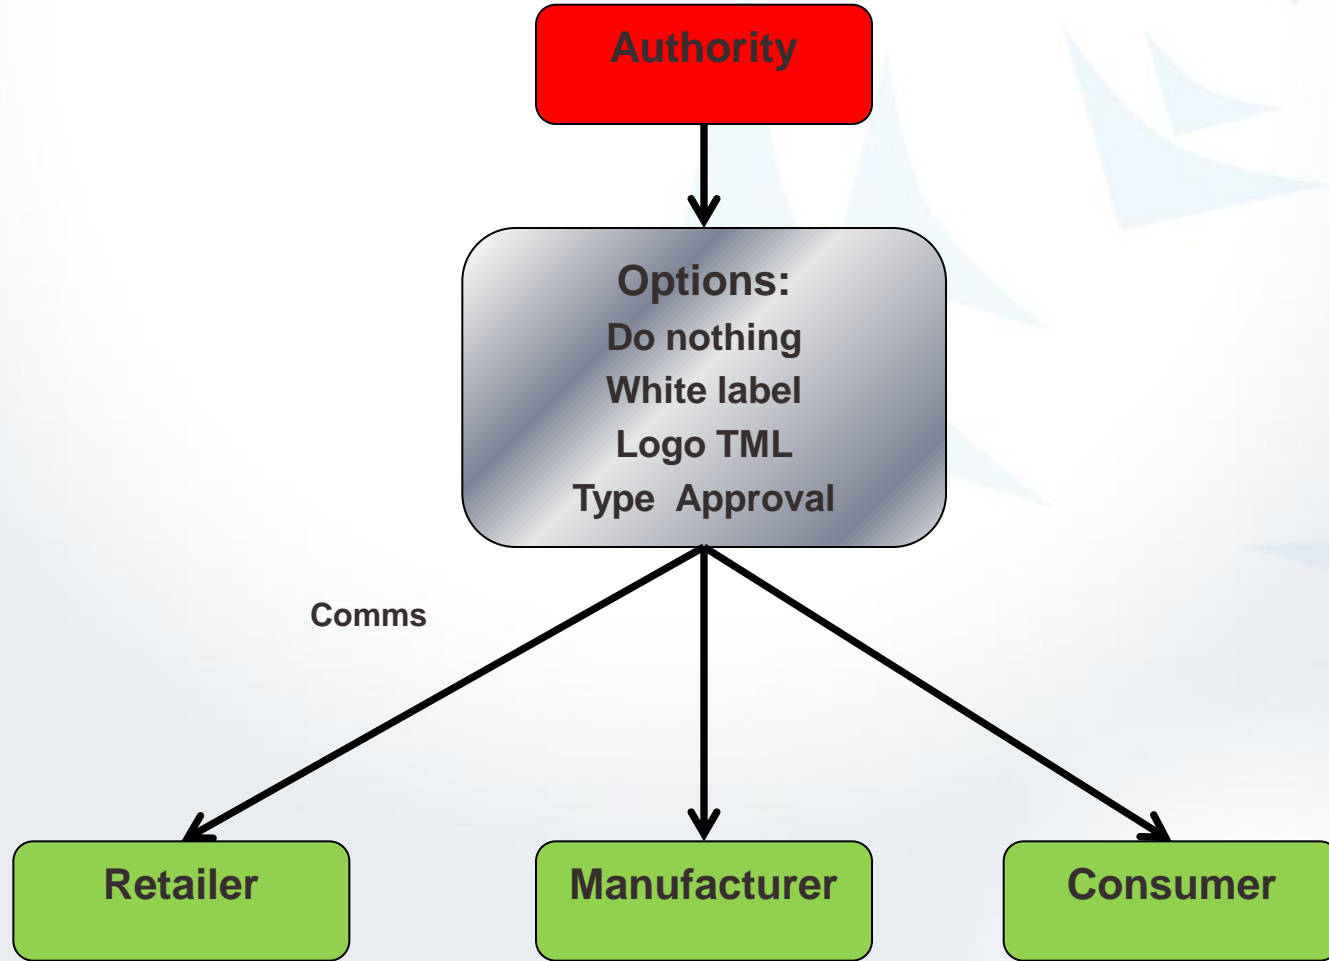 Authority
Options:
Do nothing
White label
Logo TML
Type  Approval
Comms
Retailer
Manufacturer
Consumer